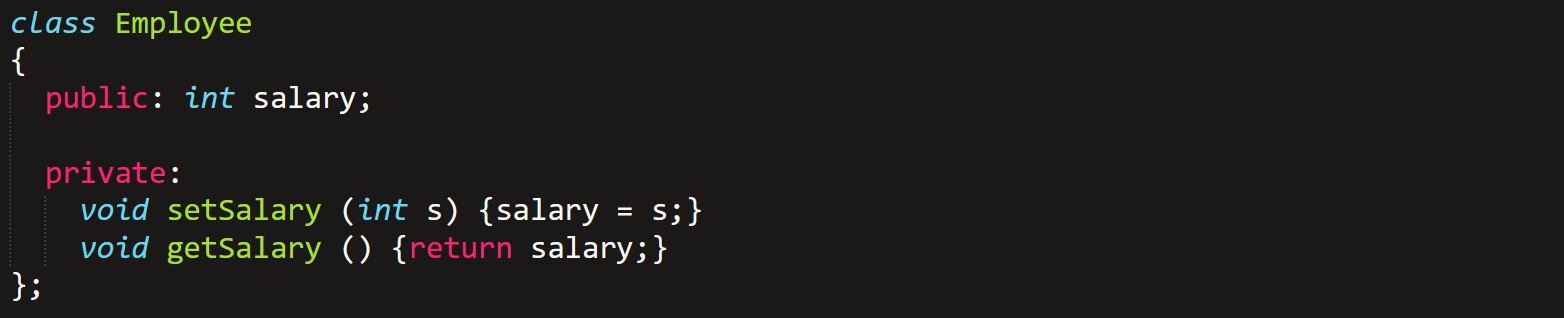 class Employee
{
  public: int salary;

  private:
    void setSalary (int s) {salary = s;}
    void getSalary () {return salary;}
};